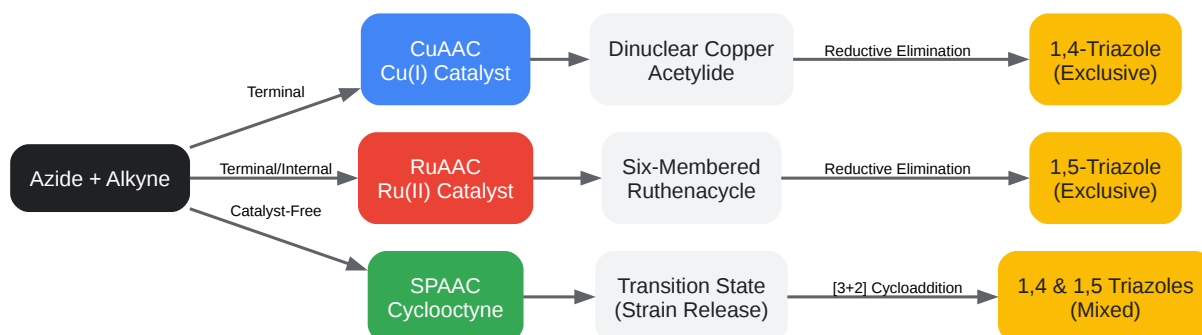 Azide + Alkyne
Terminal
CuAAC
Cu(I) Catalyst
Dinuclear Copper
Acetylide
Reductive Elimination
1,4-Triazole
(Exclusive)
Terminal/Internal
RuAAC
Ru(II) Catalyst
Six-Membered
Ruthenacycle
Reductive Elimination
1,5-Triazole
(Exclusive)
Catalyst-Free
SPAAC
Cyclooctyne
Transition State
(Strain Release)
[3+2] Cycloaddition
1,4 & 1,5 Triazoles
(Mixed)